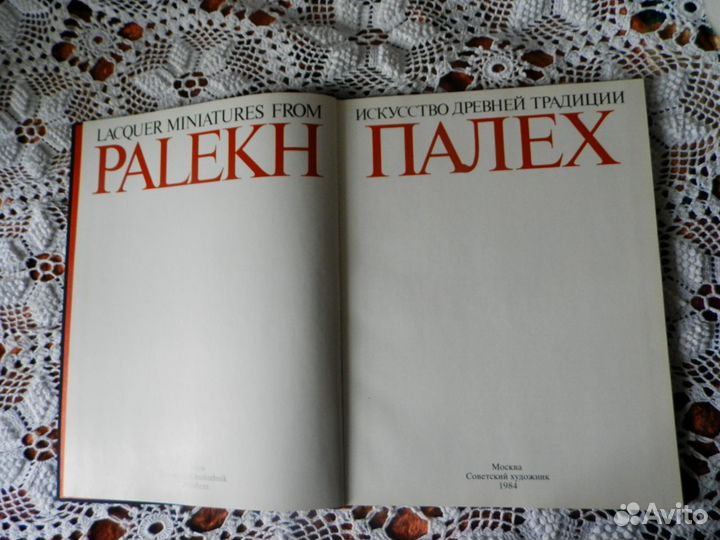 LACQUER MINIATURES FROM
PALEKH
ИСКУССТВО ДРЕВНЕЙ ТРАДИЦИИ
ПАЛЕХ
Москва
Советский художник
1984
Avito